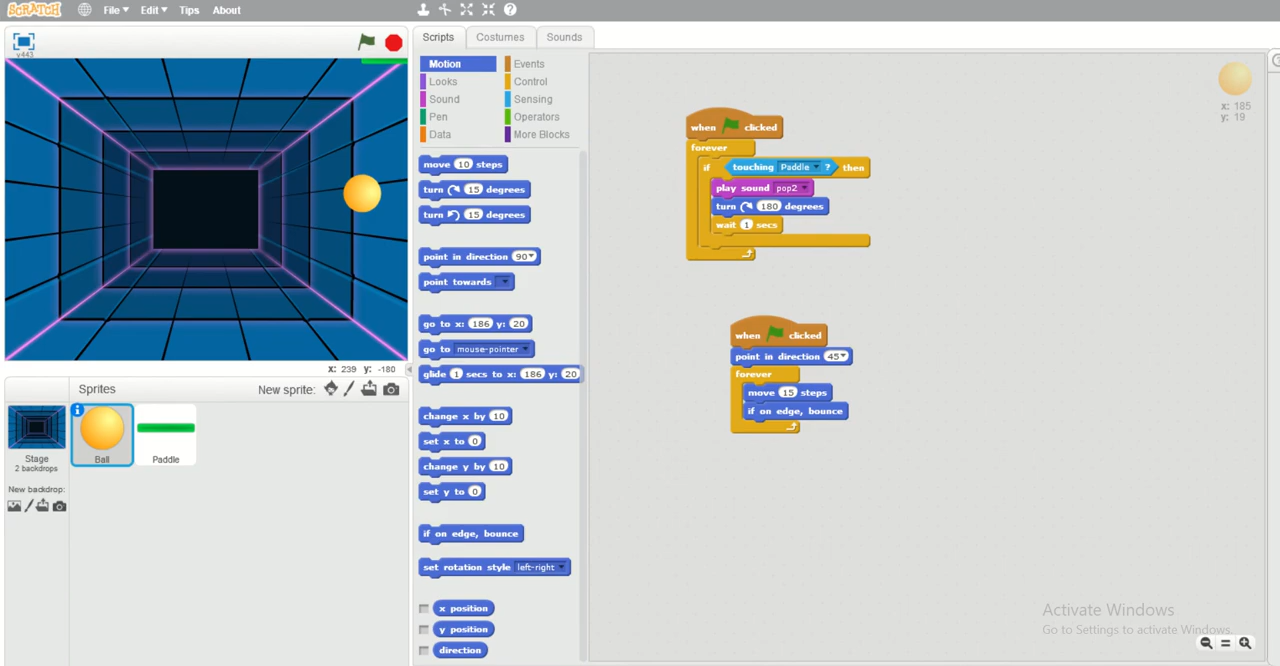 SCRATCH File Edit Tips About
v443
Scripts Costumes Sounds
Motion Events
Looks Control
Sound Sensing
Pen Operators
Data More Blocks
move 10 steps
turn 15 degrees
turn 15 degrees
point in direction 90
point towards
go to x: 186 y: 20
go to mouse-pointer
glide 1 secs to x: 186 y: 20
change x by 10
set x to 0
change y by 10
set y to 0
if on edge, bounce
set rotation style left-right
x position
y position
direction
when clicked
forever
if touching Paddle ? then
play sound pop2
turn 180 degrees
wait 1 secs
when clicked
point in direction 45
forever
move 15 steps
if on edge, bounce
x: 185
y: 19
x: 239 y: -180
Sprites New sprite:
Stage
2 backdrops
New backdrop:
Ball
Paddle
Activate Windows
Go to Settings to activate Windows.